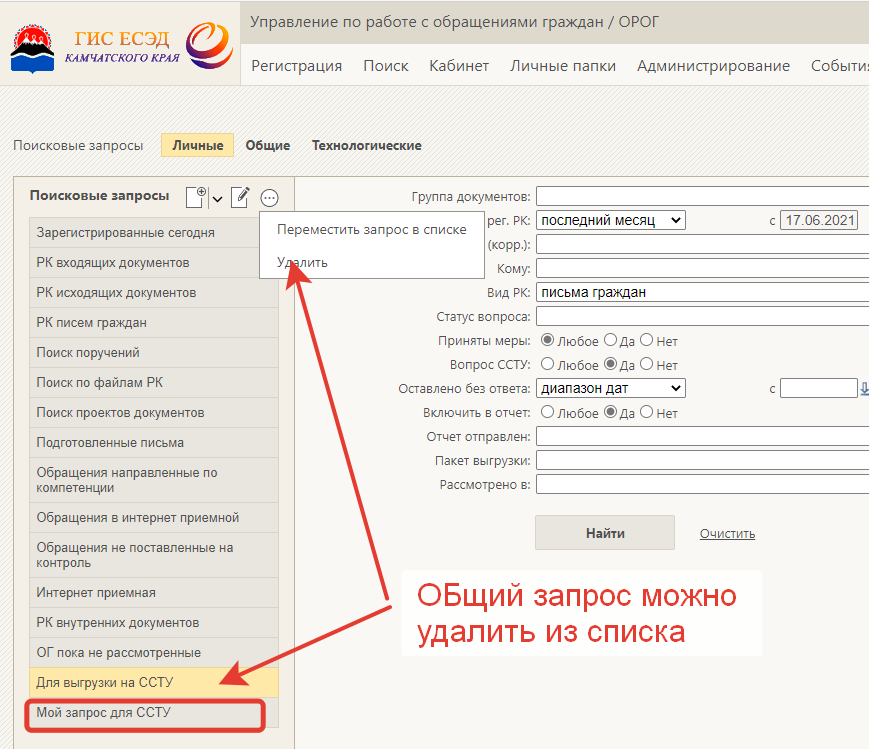 ГИС ЕСЭД
КАМЧАТСКОГО КРАЯ
Управление по работе с обращениями граждан / ОРОГ
Регистрация Поиск Кабинет Личные папки Администрирование События
Поисковые запросы Личные Общие Технологические
Поисковые запросы
Переместить запрос в списке
Удалить
Зарегистрированные сегодня
РК входящих документов
РК исходящих документов
РК писем граждан
Поиск поручений
Поиск по файлам РК
Поиск проектов документов
Подготовленные письма
Обращения направленные по
компетенции
Обращения в интернет приемной
Обращения не поставленные на
контроль
Интернет приемная
РК внутренних документов
ОГ пока не рассмотренные
Для выгрузки на ССТУ
Мой запрос для ССТУ
Группа документов:
рег. РК: последний месяц с 17.06.2021
(корр.):
Кому:
Вид РК: письма граждан
Статус вопроса:
Приняты меры: Любое Да Нет
Вопрос ССТУ: Любое Да Нет
Оставлено без ответа: диапазон дат с
Включить в отчет: Любое Да Нет
Отчет отправлен:
Пакет выгрузки:
Рассмотрено в:
Найти Очистить
ОБщий запрос можно
удалить из списка